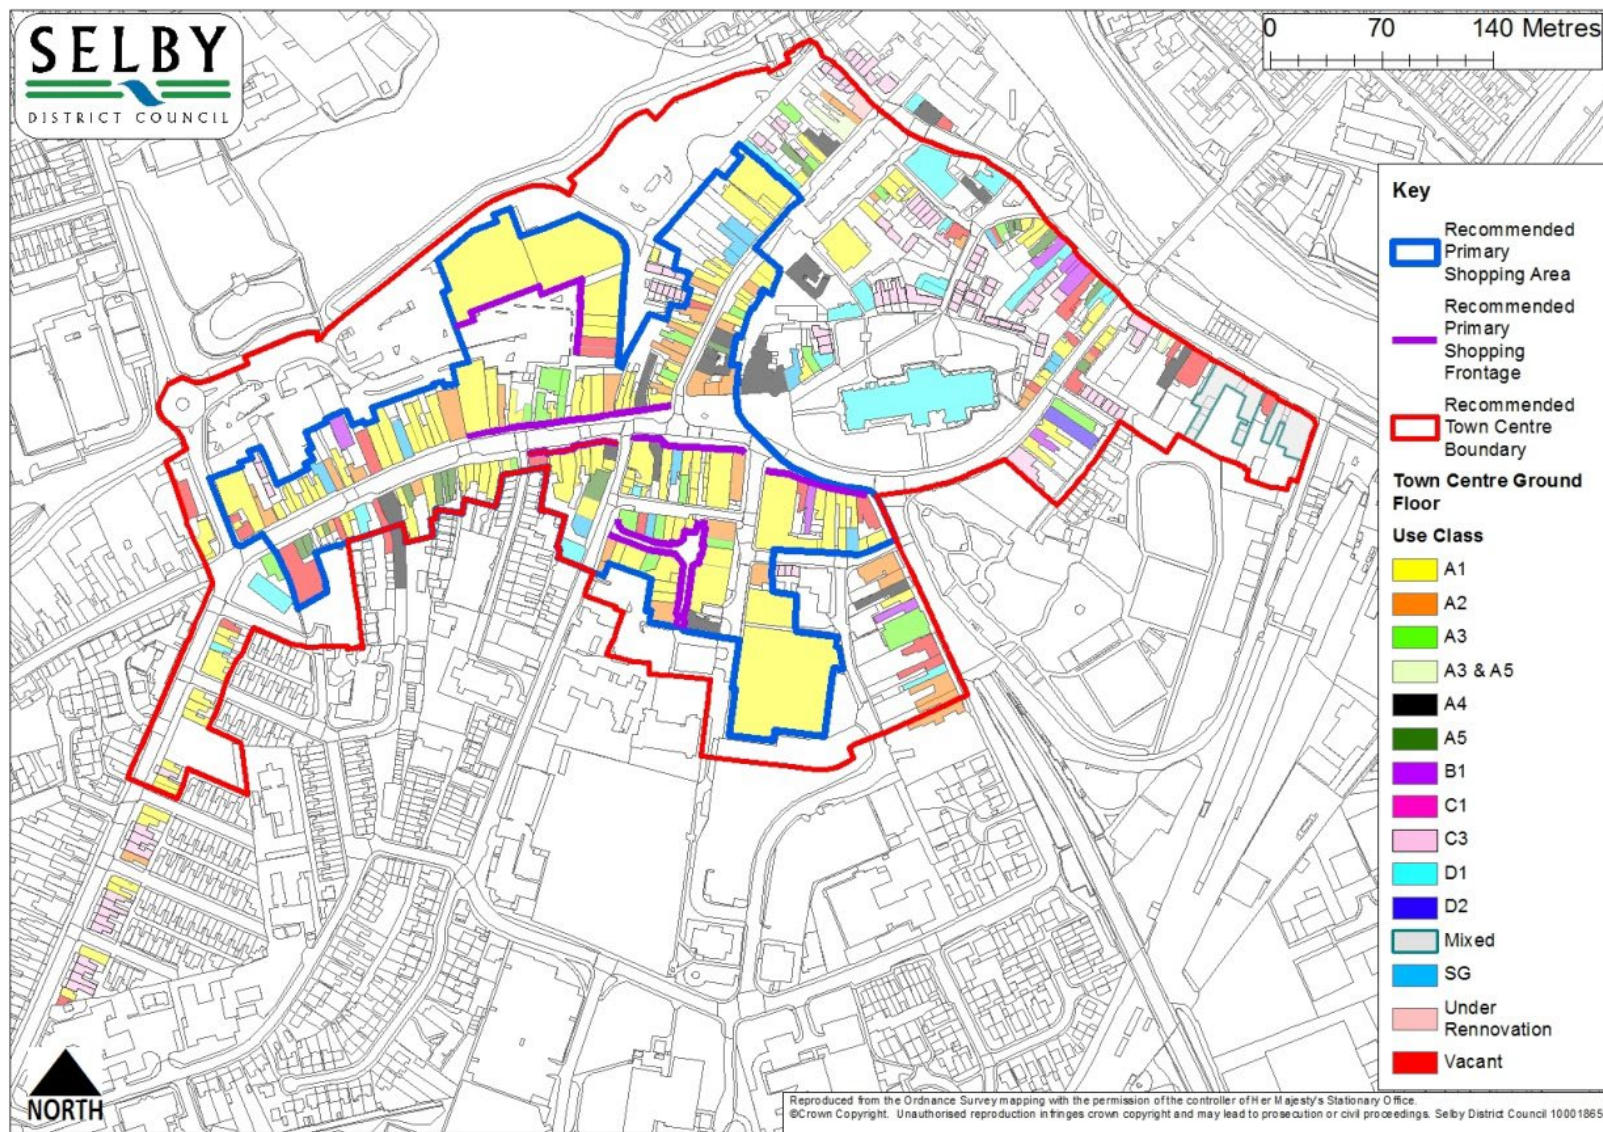 SELBY
DISTRICT COUNCIL
0 70 140 Metres
Key
Recommended
Primary
Shopping Area
Recommended
Primary
Shopping
Frontage
Recommended
Town Centre
Boundary
Town Centre Ground
Floor
Use Class
A1
A2
A3
A3 & A5
A4
A5
B1
C1
C3
D1
D2
Mixed
SG
Under
Rennovation
Vacant
NORTH
Reproduced from the Ordnance Survey mapping with the permission of the controller of Her Majesty's Stationary Office.
©Crown Copyright. Unauthorised reproduction infringes crown copyright and may lead to prosecution or civil proceedings. Selby District Council 10001865